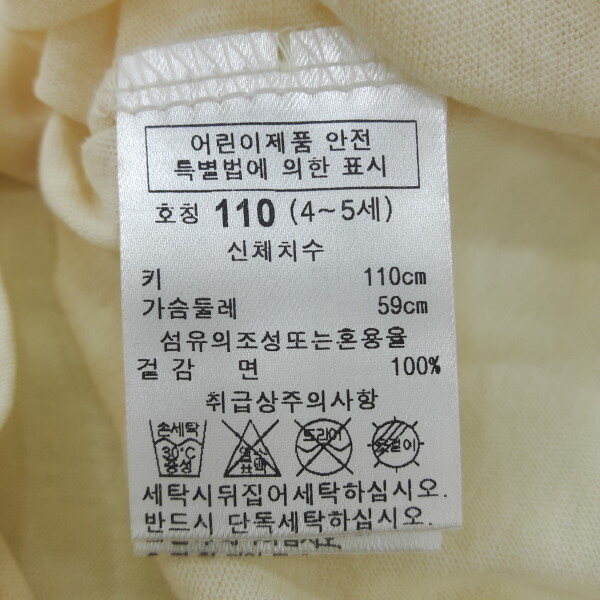 어린이제품 안전
특별법에 의한 표시
호칭 110 (4~5세)
신체치수
키 110cm
가슴둘레 59cm
섬유의조성또는혼용율
겉감 면 100%
취급상주의사항
손세탁 30℃ 중성
염소 표백
드라이
세탁시뒤집어세탁하십시오.
반드시 단독세탁하십시오.